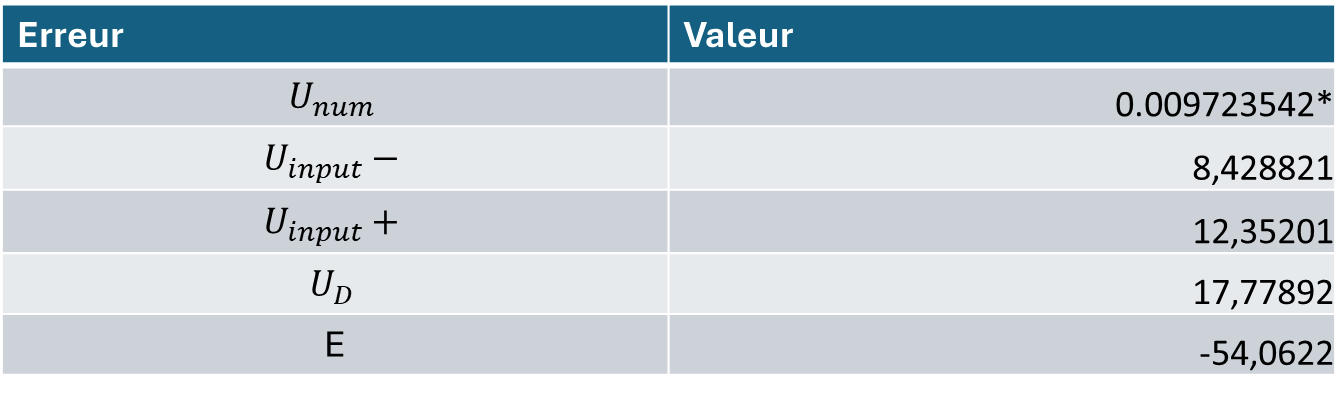 Erreur Valeur
U_num 0.009723542*
U_input − 8,428821
U_input + 12,35201
U_D 17,77892
E -54,0622